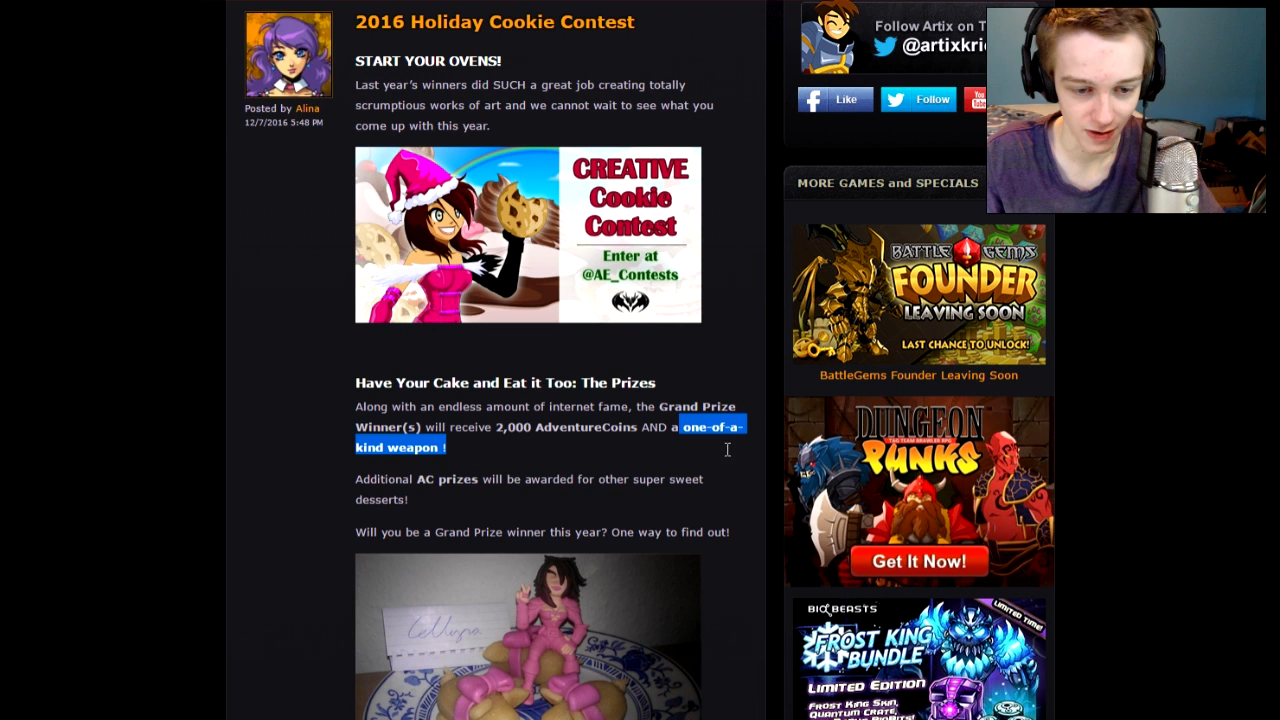 2016 Holiday Cookie Contest
Posted by Alina
12/7/2016 5:48 PM
START YOUR OVENS!
Last year's winners did SUCH a great job creating totally
scrumptious works of art and we cannot wait to see what you
come up with this year.
CREATIVE
Cookie
Contest
Enter at
@AE_Contests
Have Your Cake and Eat it Too: The Prizes
Along with an endless amount of internet fame, the Grand Prize
Winner(s) will receive 2,000 AdventureCoins AND a one-of-a-
kind weapon !
Additional AC prizes will be awarded for other super sweet
desserts!
Will you be a Grand Prize winner this year? One way to find out!
Follow Artix on T
@artixkri
Like
Follow
You
MORE GAMES and SPECIALS
BATTLE GEMS
FOUNDER
LEAVING SOON
LAST CHANCE TO UNLOCK!
BattleGems Founder Leaving Soon
DUNGEON
TAG TEAM BRAWLER RPG
PUNKS
Get It Now!
BIOBEASTS
LIMITED TIME!
FROST KING
BUNDLE
LIMITED EDITION
FROST KING SKIN,
QUANTUM CRATE,